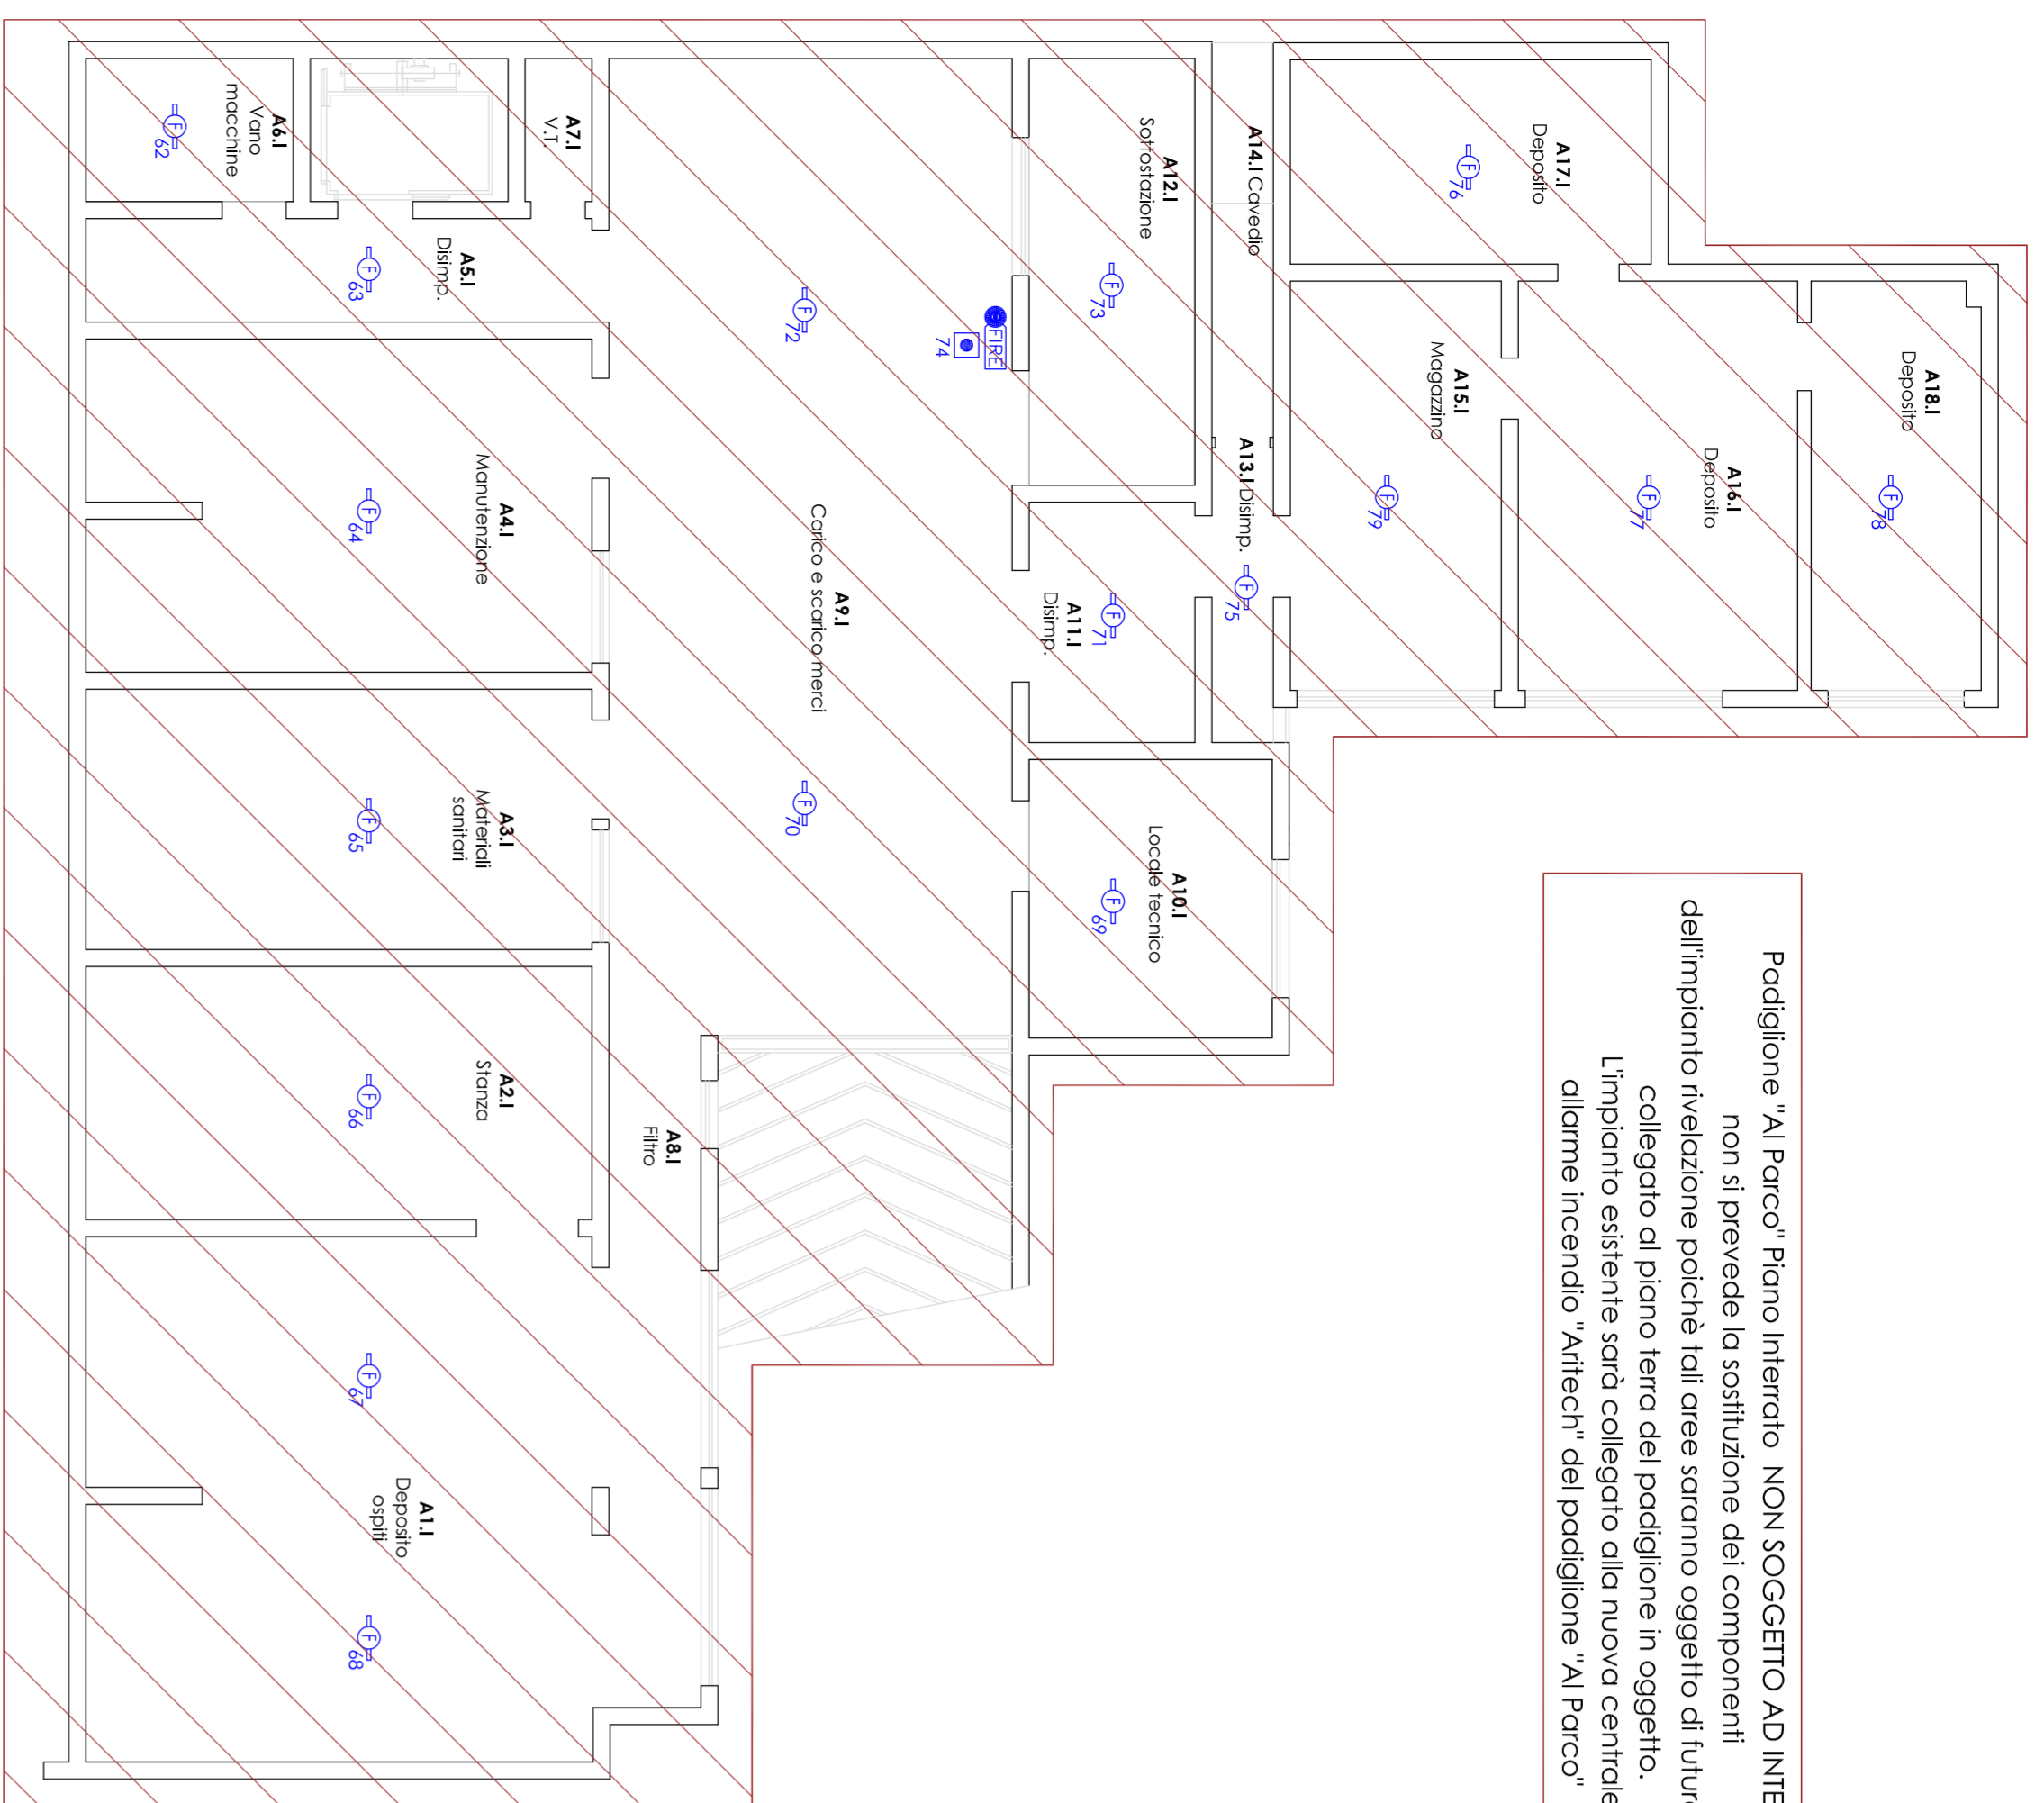 Padiglione "Al Parco" Piano Interrato NON SOGGETTO AD
non si prevede la sostituzione dei componenti
dell'impianto rivelazione poichè tali aree saranno oggetto di
collegato al piano terra del padiglione in oggetto.
L'impianto esistente sarà collegato alla nuova centrale
allarme incendio "Aritech" del padiglione "Al Parco"
A18.I
Deposito
F
78
A16.I
Deposito
F
77
A17.I
Deposito
F
76
A15.I
Magazzino
F
79
A14.I Cavedio
A13.I Disimp.
F
75
A12.I
Sottostazione
F
73
A11.I
Disimp.
F
71
A10.I
Locale tecnico
F
69
FIRE
74
A9.I
Carico e scarico merci
F
72
F
70
A8.I
Filtro
A7.I
V.T.
A6.I
Vano
macchine
F
62
A5.I
Disimp.
F
63
A4.I
Manutenzione
F
64
A3.I
Materiali
sanitari
F
65
A2.I
Stanza
F
66
A1.I
Deposito
ospiti
F
67
F
68